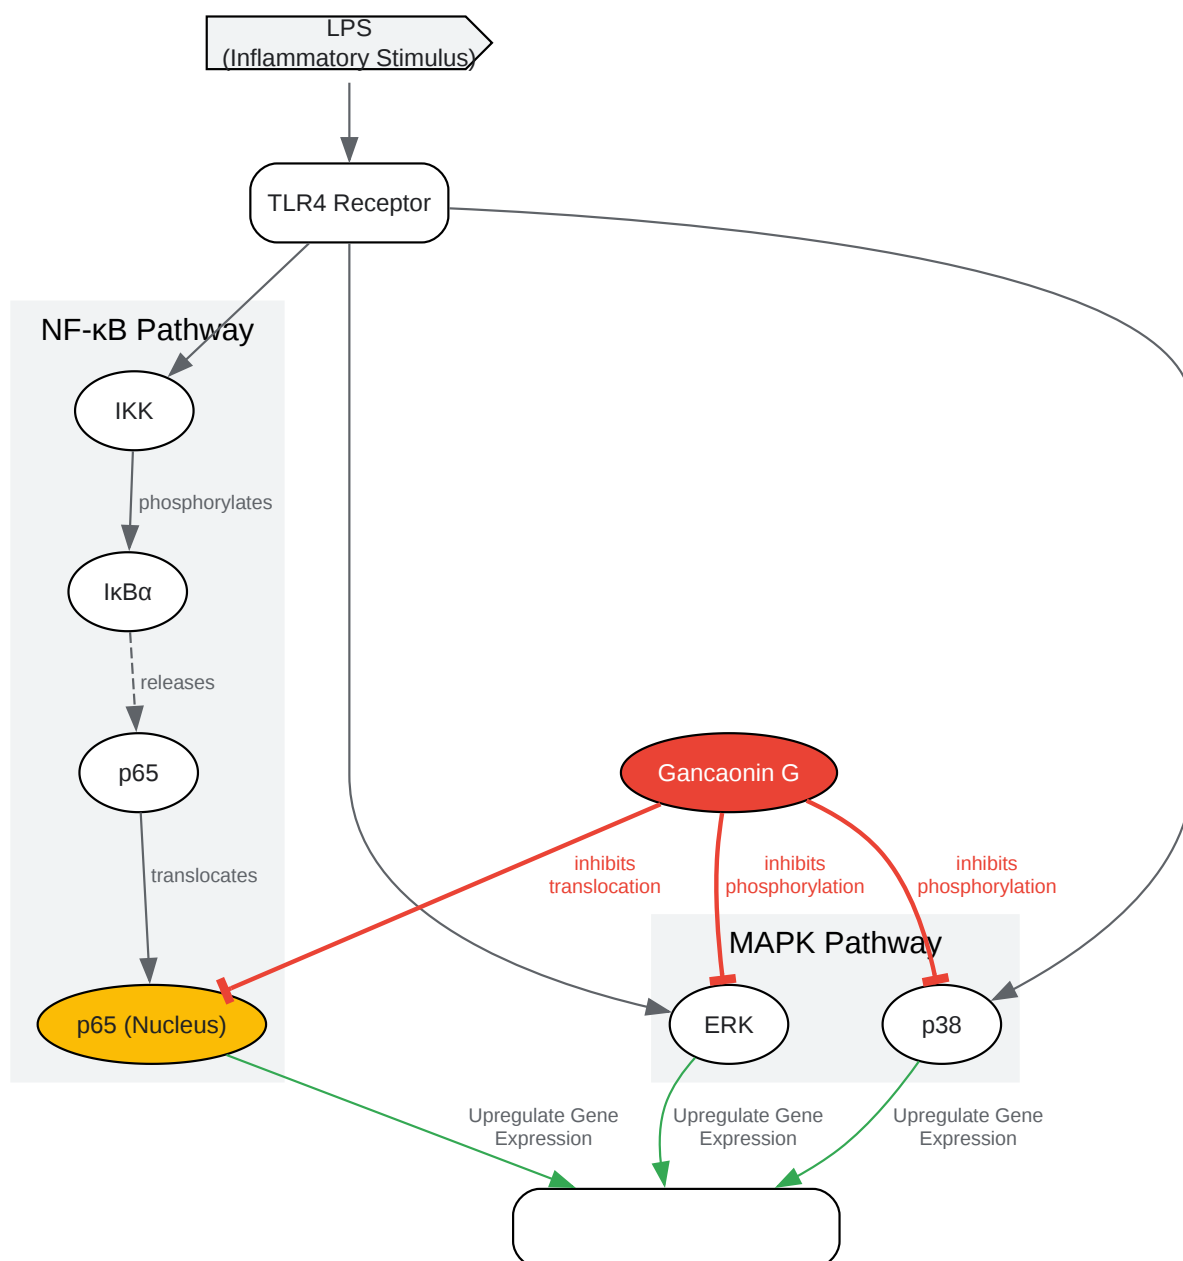 LPS
(Inflammatory Stimulus)
TLR4 Receptor
NF-κB Pathway
IKK
phosphorylates
IκBα
releases
p65
Gancaonin G
translocates
inhibits
translocation
inhibits
phosphorylation
inhibits
phosphorylation
MAPK Pathway
p65 (Nucleus)
ERK
p38
Upregulate Gene
Expression
Upregulate Gene
Expression
Upregulate Gene
Expression